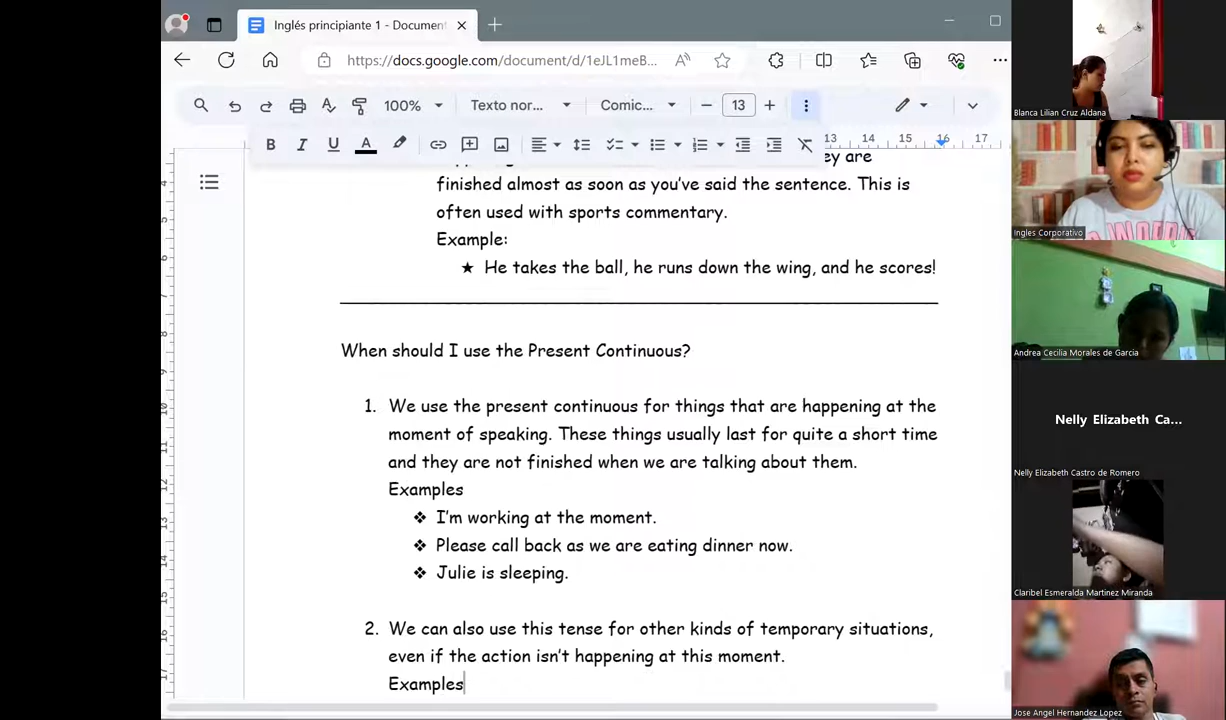 Inglés principiante 1 - Document
https://docs.google.com/document/d/1eJL1meB...
100%
Texto nor...
Comic...
13
13 14 15 16 17
finished almost as soon as you've said the sentence. This is
often used with sports commentary.
Example:
★ He takes the ball, he runs down the wing, and he scores!
When should I use the Present Continuous?
1. We use the present continuous for things that are happening at the
moment of speaking. These things usually last for quite a short time
and they are not finished when we are talking about them.
Examples
❖ I'm working at the moment.
❖ Please call back as we are eating dinner now.
❖ Julie is sleeping.
2. We can also use this tense for other kinds of temporary situations,
even if the action isn't happening at this moment.
Examples
Blanca Lilian Cruz Aldana
Ingles Corporativo
Andrea Cecilia Morales de Garcia
Nelly Elizabeth Ca...
Nelly Elizabeth Castro de Romero
Claribel Esmeralda Martinez Miranda
Jose Angel Hernandez Lopez